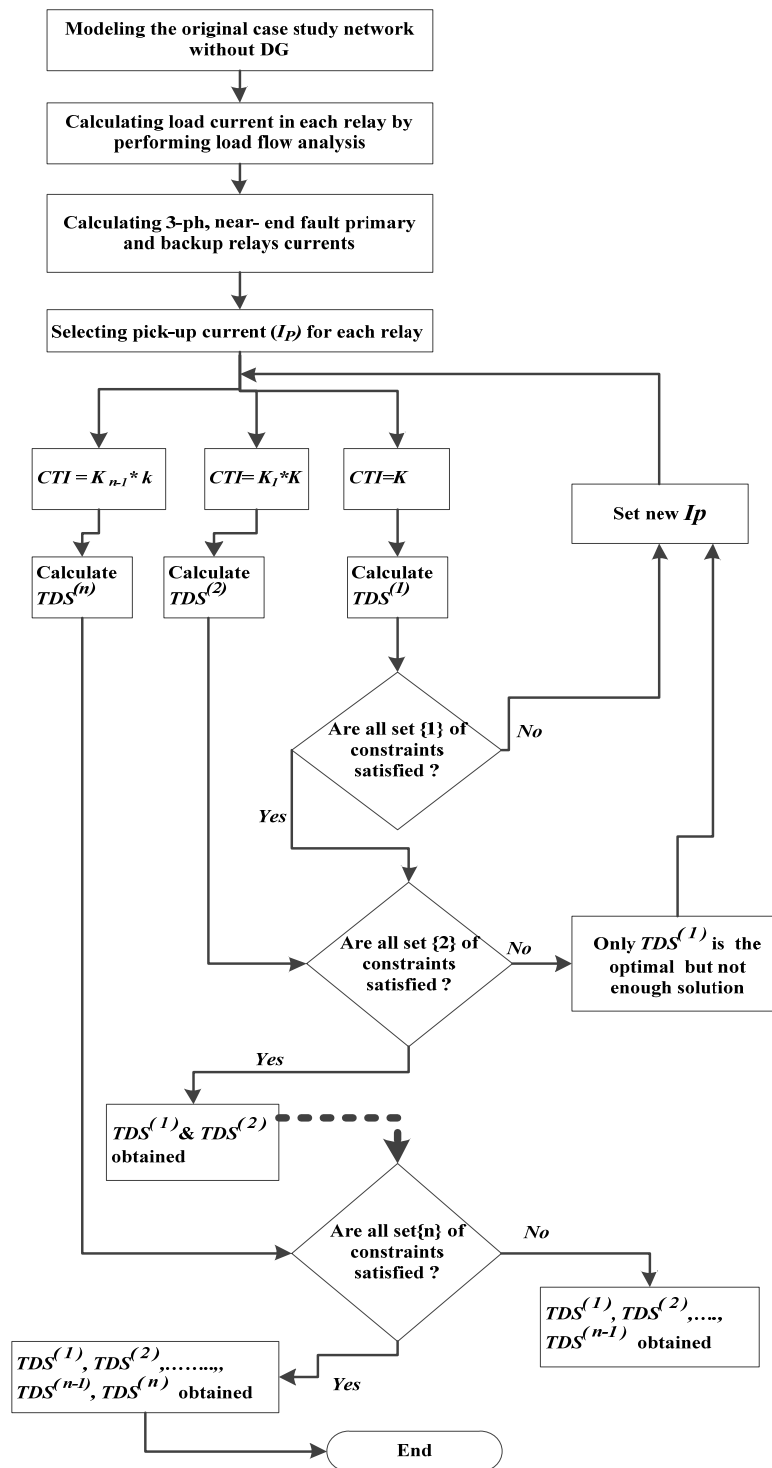 Modeling the original case study network
without DG
Calculating load current in each relay by
performing load flow analysis
Calculating 3-ph, near- end fault primary
and backup relays currents
Selecting pick-up current (I_P) for each relay
CTI = K_{n-1} * k
CTI= K_1*K
CTI=K
Set new Ip
Calculate
TDS^{(n)}
Calculate
TDS^{(2)}
Calculate
TDS^{(1)}
Are all set {1} of
constraints
satisfied ?
No
Yes
Are all set {2} of
constraints
satisfied ?
No
Only TDS^{(1)} is the
optimal but not
enough solution
Yes
TDS^{(1)}& TDS^{(2)}
obtained
Are all set{n} of
constraints
satisfied ?
No
TDS^{(1)}, TDS^{(2)},....,
TDS^{(n-1)} obtained
Yes
TDS^{(1)}, TDS^{(2)},........,,
TDS^{(n-1)}, TDS^{(n)} obtained
End